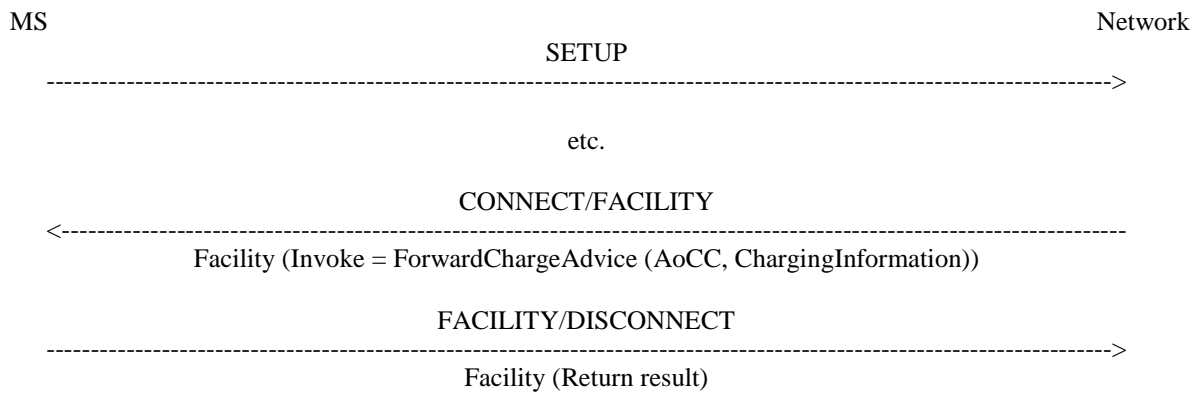 MS Network
SETUP
----------------------------------------------------------------------------------------------------------------------->
etc.
CONNECT/FACILITY
<-----------------------------------------------------------------------------------------------------------------------
Facility (Invoke = ForwardChargeAdvice (AoCC, ChargingInformation))
FACILITY/DISCONNECT
----------------------------------------------------------------------------------------------------------------------->
Facility (Return result)